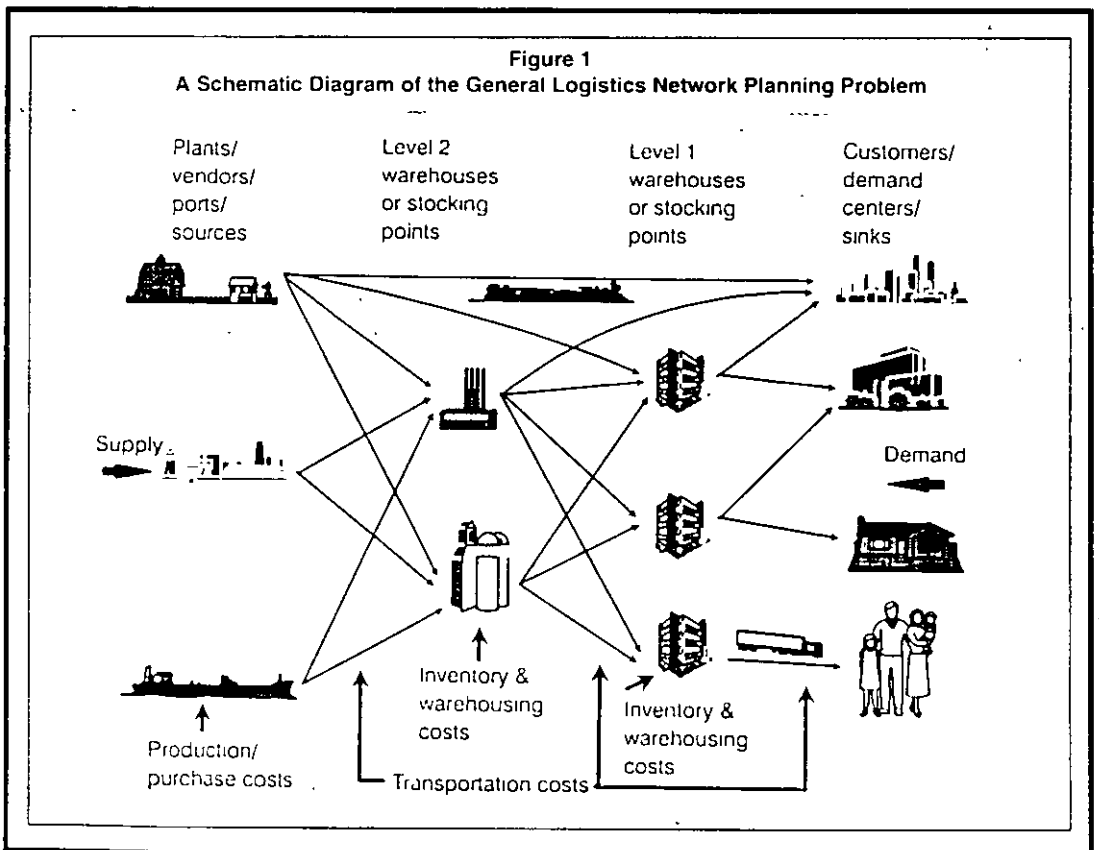 Figure 1
A Schematic Diagram of the General Logistics Network Planning Problem
Plants/
vendors/
ports/
sources
Level 2
warehouses
or stocking
points
Level 1
warehouses
or stocking
points
Customers/
demand
centers/
sinks
Supply
Demand
Inventory &
warehousing
costs
Inventory &
warehousing
costs
Production/
purchase costs
Transportation costs